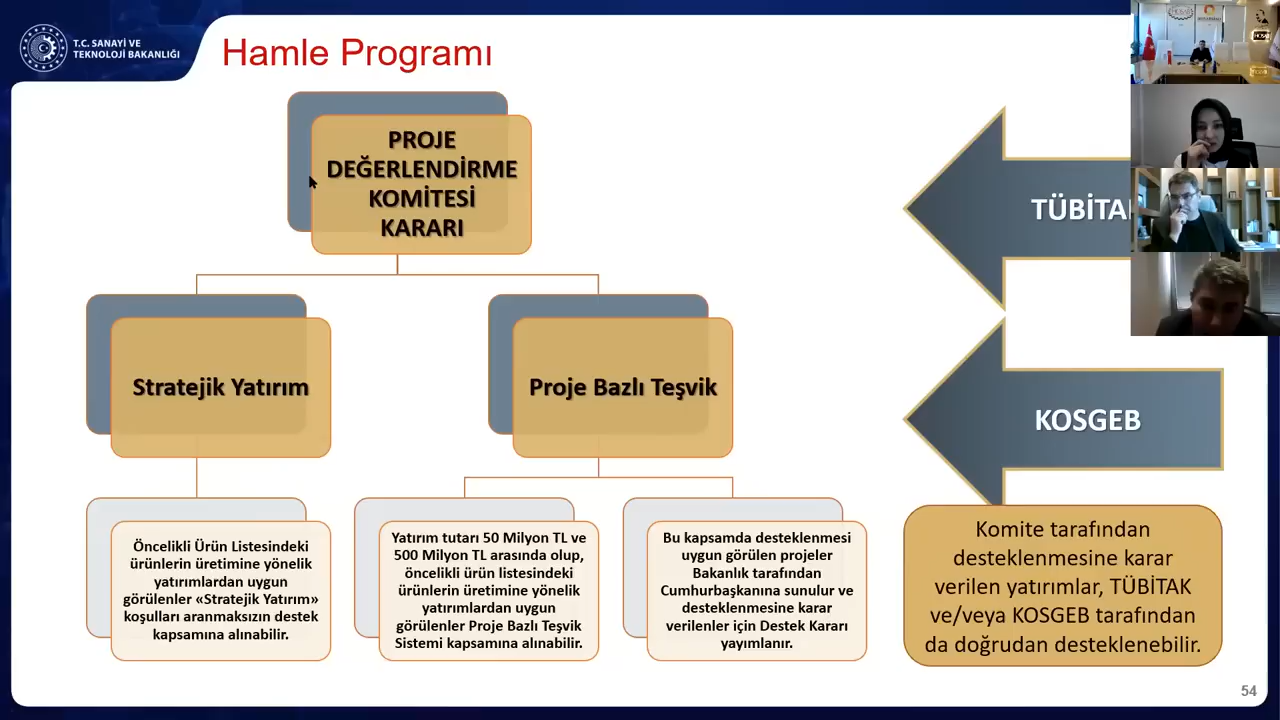 T.C. SANAYİ VE
TEKNOLOJİ BAKANLIĞI
Hamle Programı
PROJE
DEĞERLENDİRME
KOMİTESİ
KARARI
Stratejik Yatırım
Proje Bazlı Teşvik
Öncelikli Ürün Listesindeki
ürünlerin üretimine yönelik
yatırımlardan uygun
görülenler «Stratejik Yatırım»
koşulları aranmaksızın destek
kapsamına alınabilir.
Yatırım tutarı 50 Milyon TL ve
500 Milyon TL arasında olup,
öncelikli ürün listesindeki
ürünlerin üretimine yönelik
yatırımlardan uygun
görülenler Proje Bazlı Teşvik
Sistemi kapsamına alınabilir.
Bu kapsamda desteklenmesi
uygun görülen projeler
Bakanlık tarafından
Cumhurbaşkanına sunulur ve
desteklenmesine karar
verilenler için Destek Kararı
yayımlanır.
TÜBİTA
KOSGEB
Komite tarafından
desteklenmesine karar
verilen yatırımlar, TÜBİTAK
ve/veya KOSGEB tarafından
da doğrudan desteklenebilir.
54